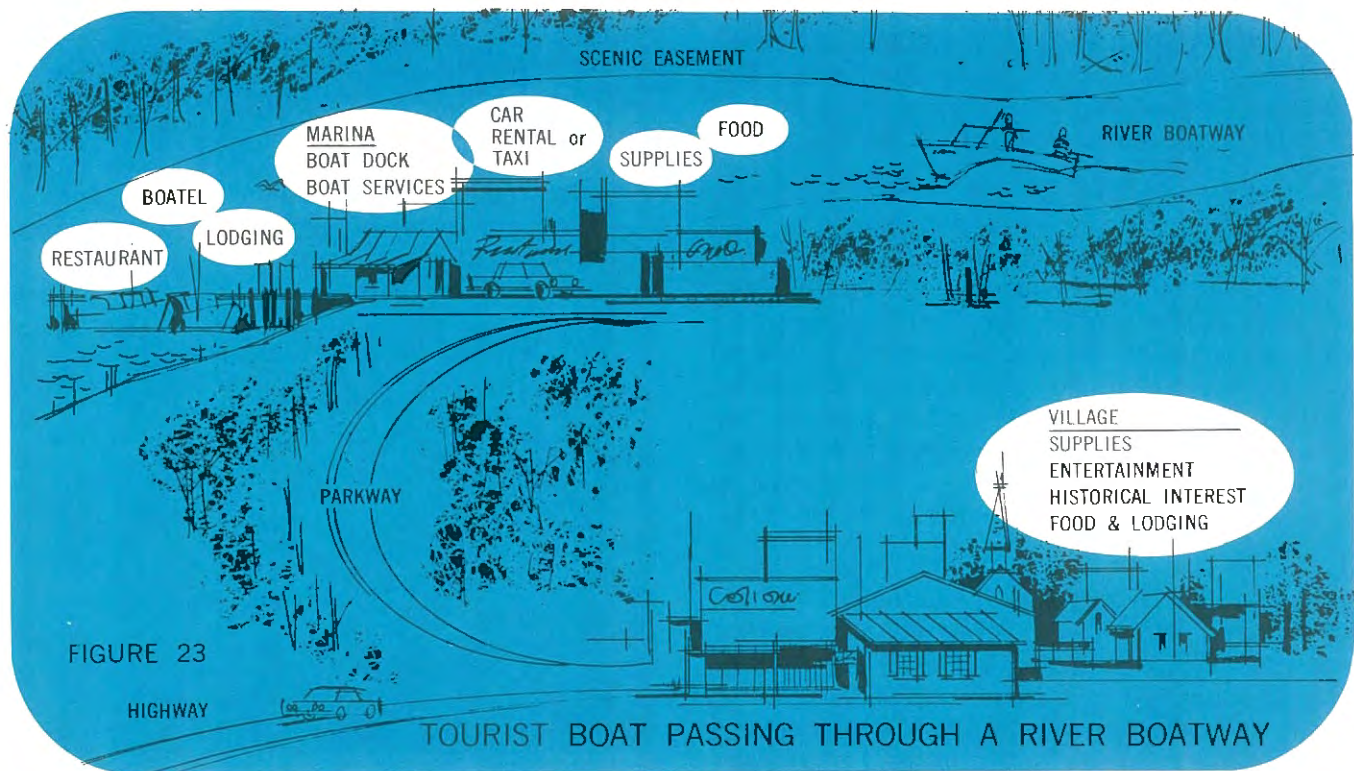 SCENIC EASEMENT
RIVER BOATWAY
MARINA
BOAT DOCK
BOAT SERVICES
CAR
RENTAL or
TAXI
SUPPLIES
FOOD
BOATEL
LODGING
RESTAURANT
PARKWAY
VILLAGE
SUPPLIES
ENTERTAINMENT
HISTORICAL INTEREST
FOOD & LODGING
FIGURE 23
HIGHWAY
TOURIST BOAT PASSING THROUGH A RIVER BOATWAY